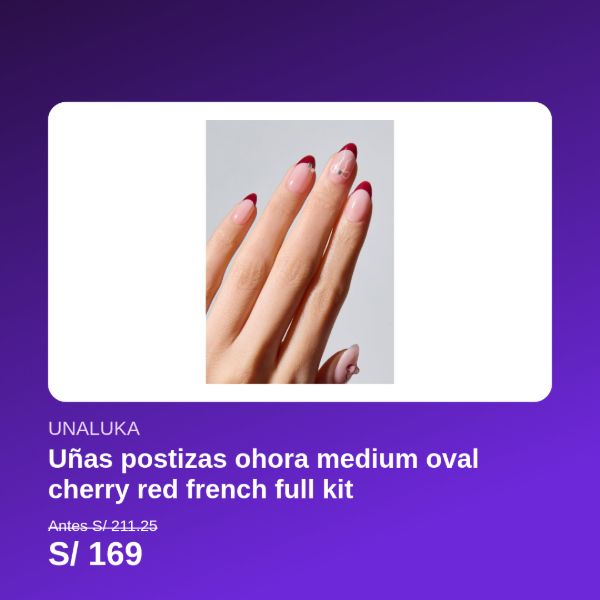 UNALUKA
Uñas postizas ohora medium oval
cherry red french full kit
Antes S/ 211.25
S/ 169